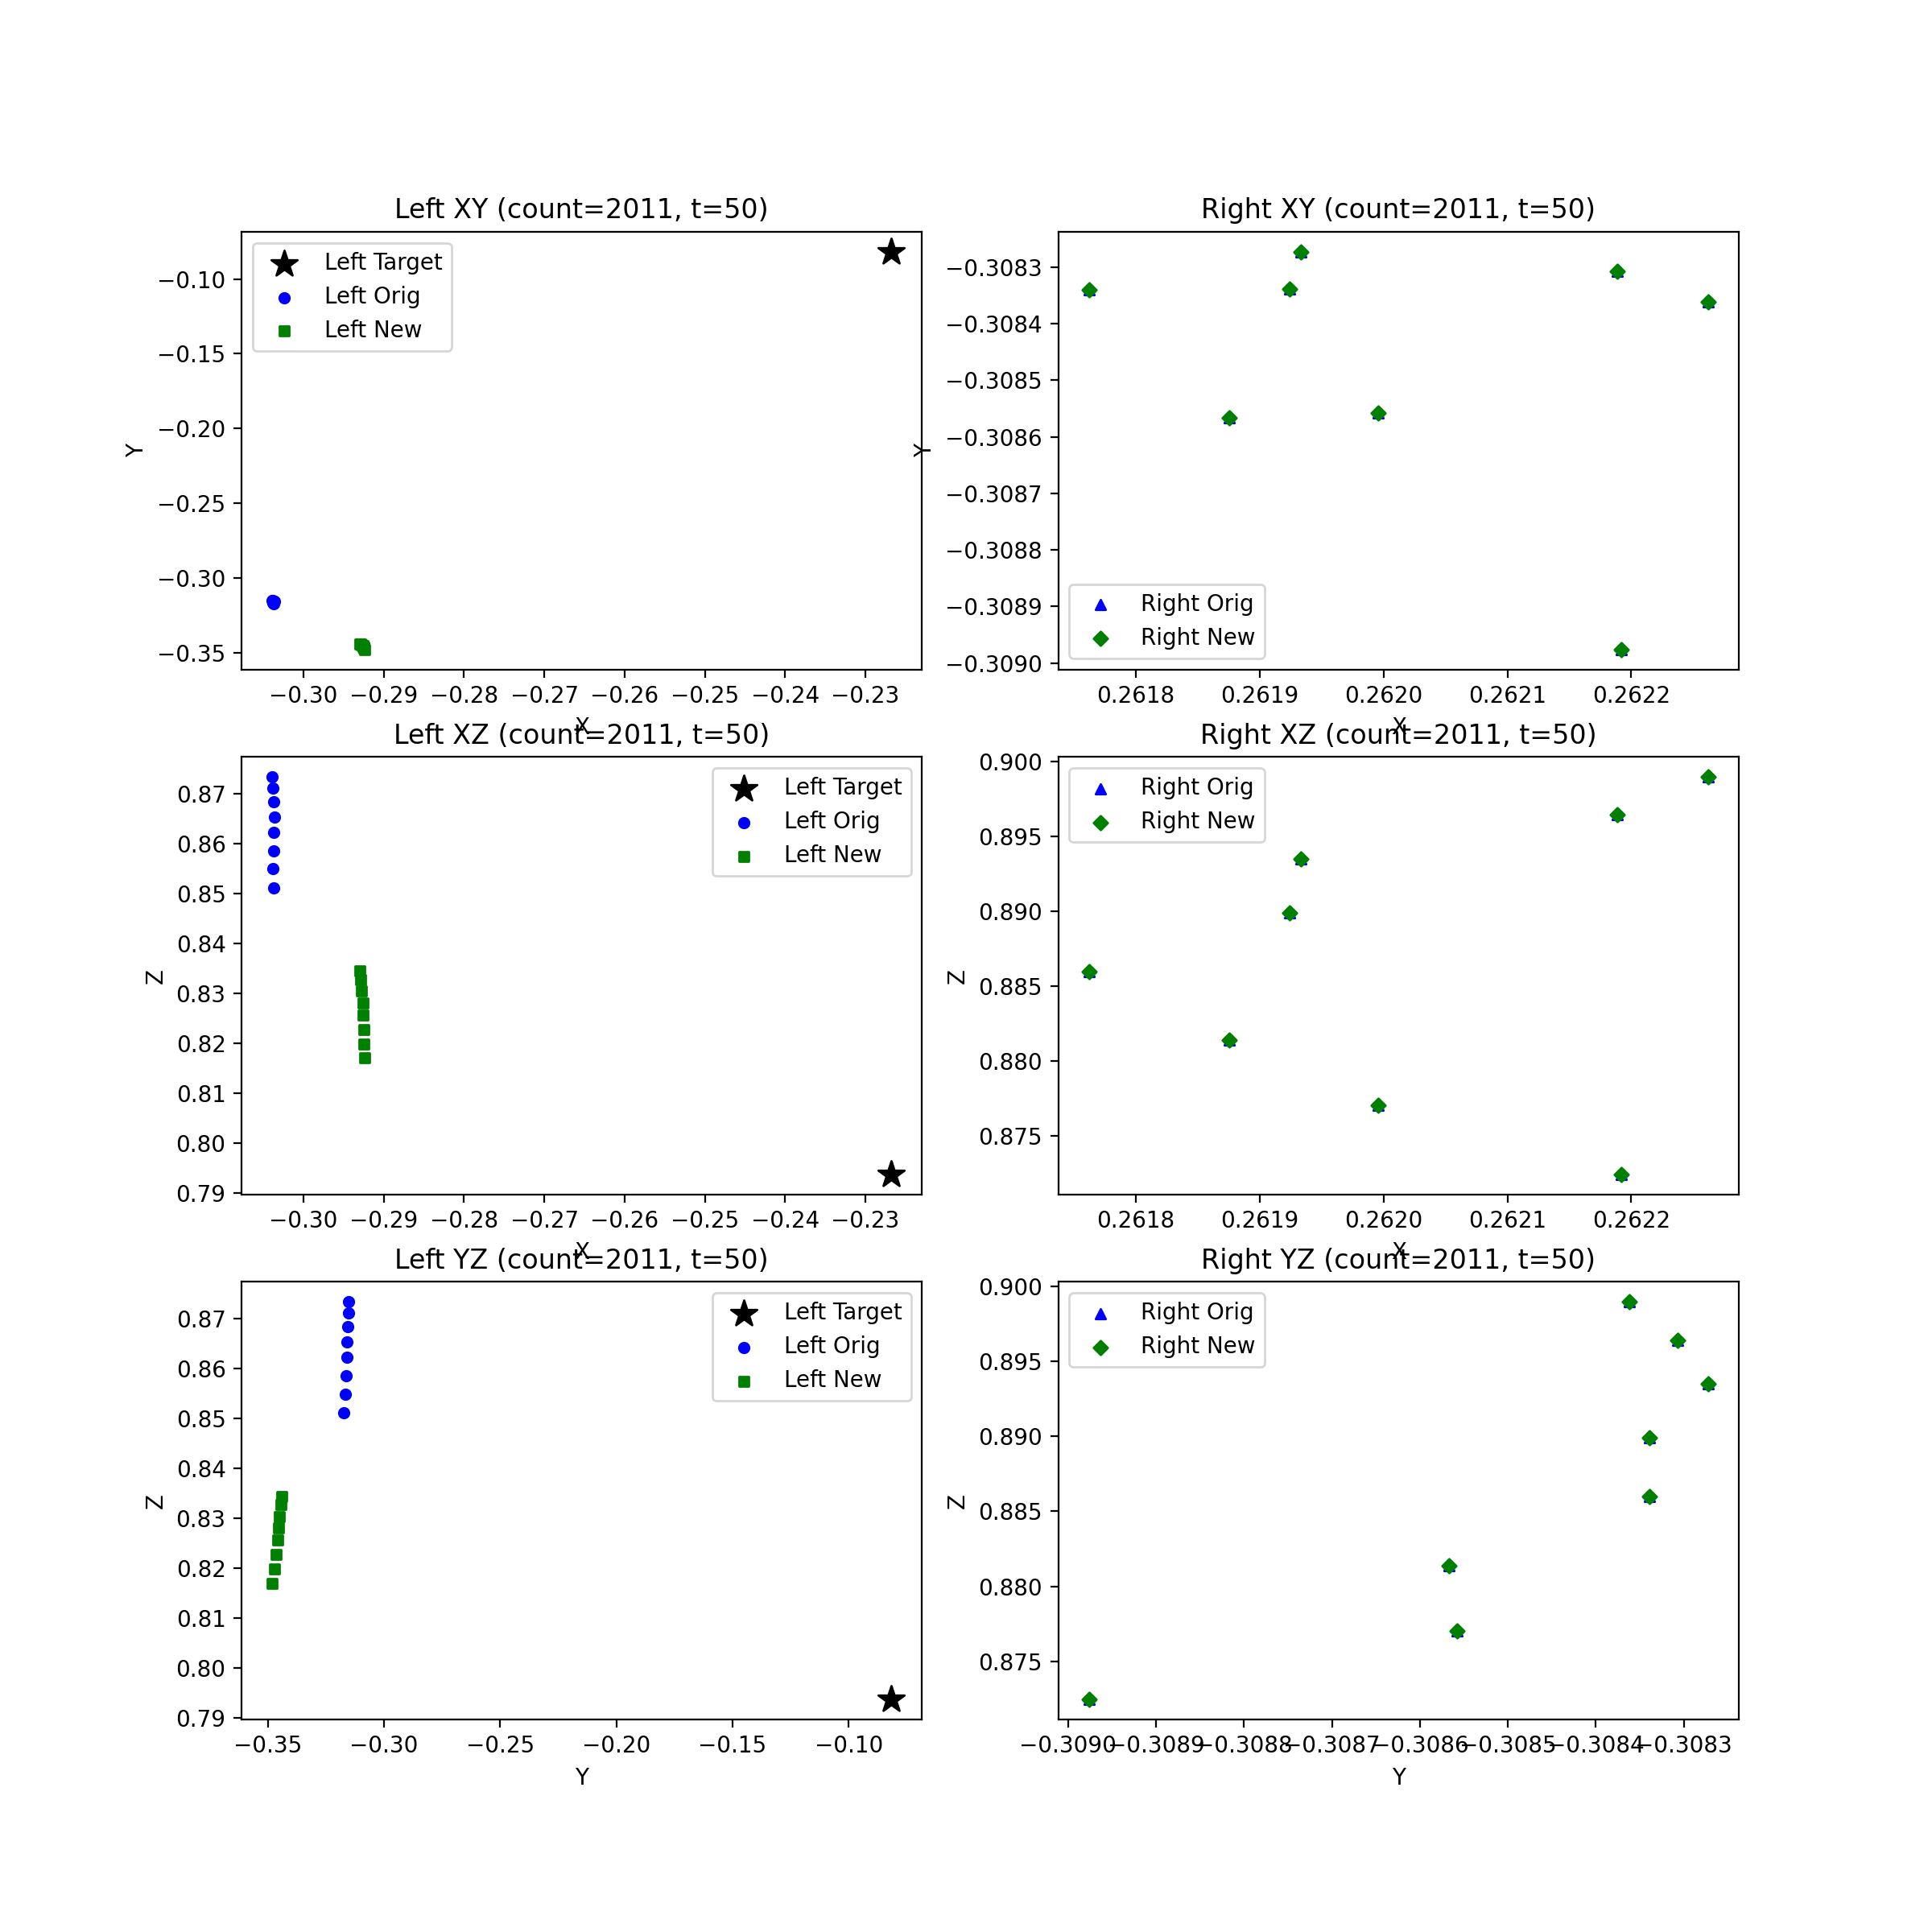 Left XY (count=2011, t=50)
Left Target
Left Orig
Left New
−0.10
−0.15
−0.20
−0.25
−0.30
−0.35
Y
−0.30 −0.29 −0.28 −0.27 −0.26 −0.25 −0.24 −0.23
X
Right XY (count=2011, t=50)
Right Orig
Right New
−0.3083
−0.3084
−0.3085
−0.3086
−0.3087
−0.3088
−0.3089
−0.3090
Y
0.2618 0.2619 0.2620 0.2621 0.2622
X
Left XZ (count=2011, t=50)
Left Target
Left Orig
Left New
0.87
0.86
0.85
0.84
0.83
0.82
0.81
0.80
0.79
Z
−0.30 −0.29 −0.28 −0.27 −0.26 −0.25 −0.24 −0.23
X
Right XZ (count=2011, t=50)
Right Orig
Right New
0.900
0.895
0.890
0.885
0.880
0.875
Z
0.2618 0.2619 0.2620 0.2621 0.2622
X
Left YZ (count=2011, t=50)
Left Target
Left Orig
Left New
0.87
0.86
0.85
0.84
0.83
0.82
0.81
0.80
0.79
Z
−0.35 −0.30 −0.25 −0.20 −0.15 −0.10
Y
Right YZ (count=2011, t=50)
Right Orig
Right New
0.900
0.895
0.890
0.885
0.880
0.875
Z
−0.3090 −0.3089 −0.3088 −0.3087 −0.3086 −0.3085 −0.3084 −0.3083
Y